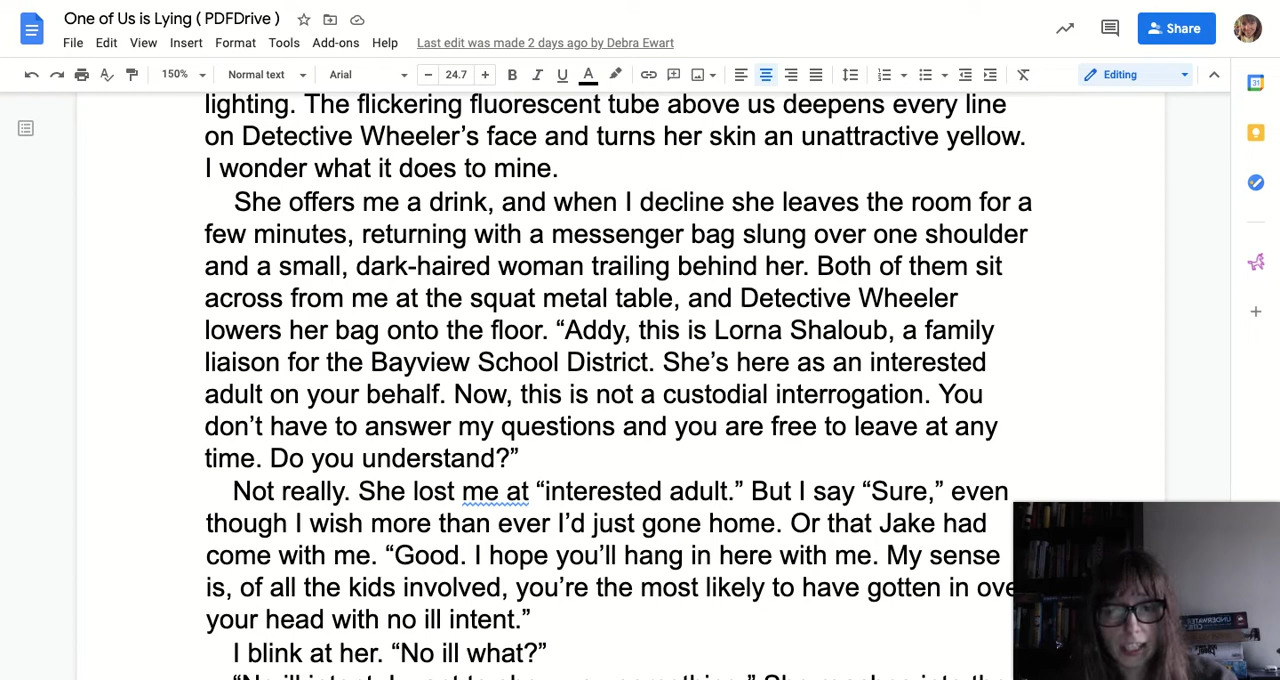 One of Us is Lying ( PDFDrive )
File Edit View Insert Format Tools Add-ons Help Last edit was made 2 days ago by Debra Ewart
Share
150% Normal text Arial 24.7 B I U A Editing
31
lighting. The flickering fluorescent tube above us deepens every line
on Detective Wheeler’s face and turns her skin an unattractive yellow.
I wonder what it does to mine.
She offers me a drink, and when I decline she leaves the room for a
few minutes, returning with a messenger bag slung over one shoulder
and a small, dark-haired woman trailing behind her. Both of them sit
across from me at the squat metal table, and Detective Wheeler
lowers her bag onto the floor. “Addy, this is Lorna Shaloub, a family
liaison for the Bayview School District. She’s here as an interested
adult on your behalf. Now, this is not a custodial interrogation. You
don’t have to answer my questions and you are free to leave at any
time. Do you understand?”
Not really. She lost me at “interested adult.” But I say “Sure,” even
though I wish more than ever I’d just gone home. Or that Jake had
come with me. “Good. I hope you’ll hang in here with me. My sense
is, of all the kids involved, you’re the most likely to have gotten in ove
your head with no ill intent.”
I blink at her. “No ill what?”